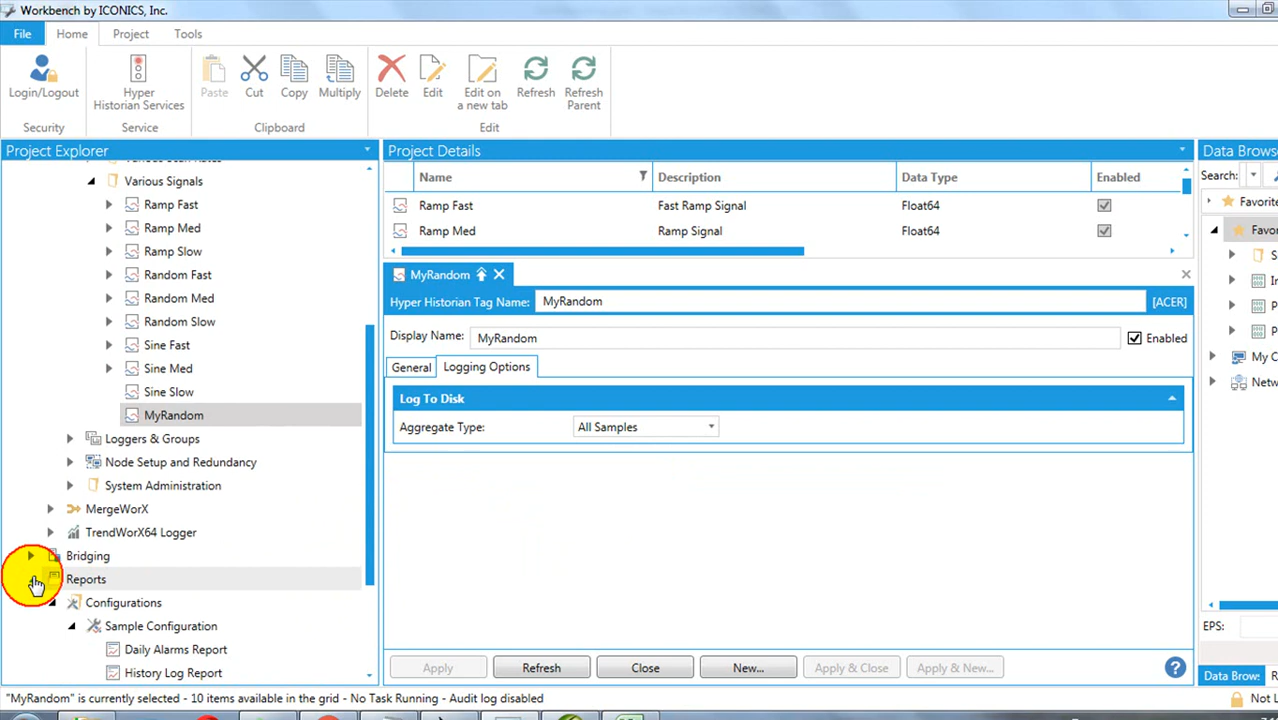 Workbench by ICONICS, Inc.
File Home Project Tools
Login/Logout
Hyper Historian Services
Paste
Cut
Copy
Multiply
Delete
Edit
Edit on a new tab
Refresh
Refresh Parent
Security Service Clipboard Edit
Project Explorer
Various Signals
Ramp Fast
Ramp Med
Ramp Slow
Random Fast
Random Med
Random Slow
Sine Fast
Sine Med
Sine Slow
MyRandom
Loggers & Groups
Node Setup and Redundancy
System Administration
MergeWorX
TrendWorX64 Logger
Bridging
Reports
Configurations
Sample Configuration
Daily Alarms Report
History Log Report
Project Details
Name Description Data Type Enabled
Ramp Fast Fast Ramp Signal Float64
Ramp Med Ramp Signal Float64
MyRandom
Hyper Historian Tag Name: MyRandom [ACER]
Display Name: MyRandom Enabled
General Logging Options
Log To Disk
Aggregate Type: All Samples
Apply Refresh Close New... Apply & Close Apply & New...
Data Brows
Search:
Favorite
Favor
S
In
P
P
My C
Netw
EPS:
Data Brows R
"MyRandom" is currently selected - 10 items available in the grid - No Task Running - Audit log disabled
Not L